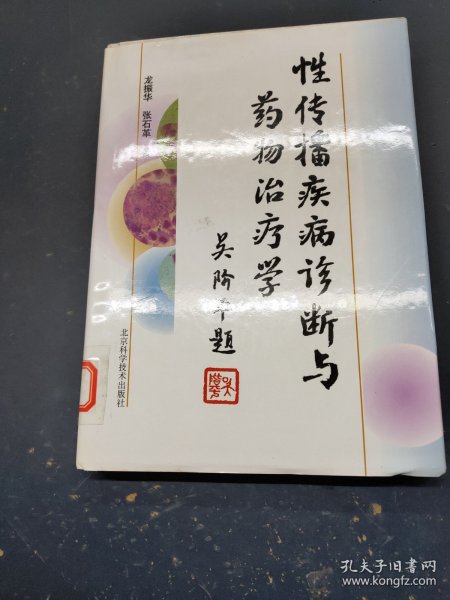 性传播疾病诊断与
药物治疗学
吴阶平题
龙振华 张石革
北京科学技术出版社
孔夫子旧书网
www.kongfz.com